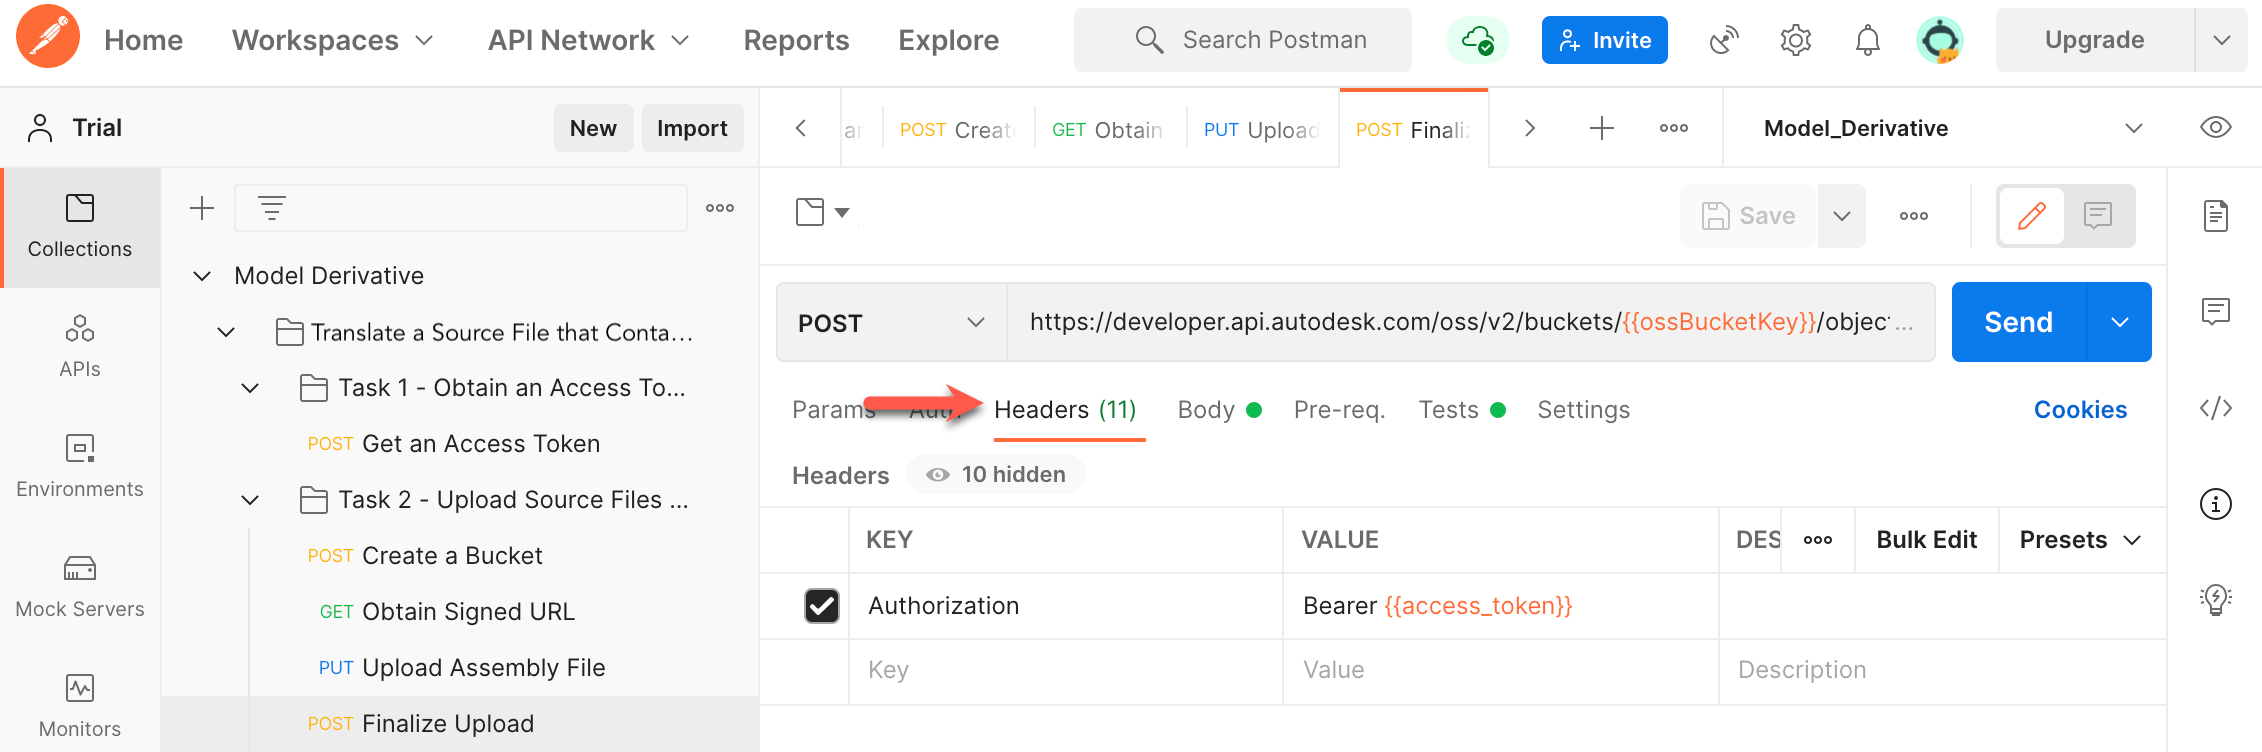 Home Workspaces API Network Reports Explore Search Postman Invite Upgrade
Trial New Import
POST Create GET Obtain PUT Upload POST Finaliz Model_Derivative
Collections
Save
Model Derivative
Translate a Source File that Conta...
POST https://developer.api.autodesk.com/oss/v2/buckets/{{ossBucketKey}}/object... Send
APIs
Task 1 - Obtain an Access To...
Params Auth Headers (11) Body Pre-req. Tests Settings Cookies
POST Get an Access Token
Headers 10 hidden
Environments
Task 2 - Upload Source Files ...
KEY VALUE DES Bulk Edit Presets
POST Create a Bucket
Mock Servers
GET Obtain Signed URL
Authorization Bearer {{access_token}}
PUT Upload Assembly File
Key Value Description
Monitors
POST Finalize Upload